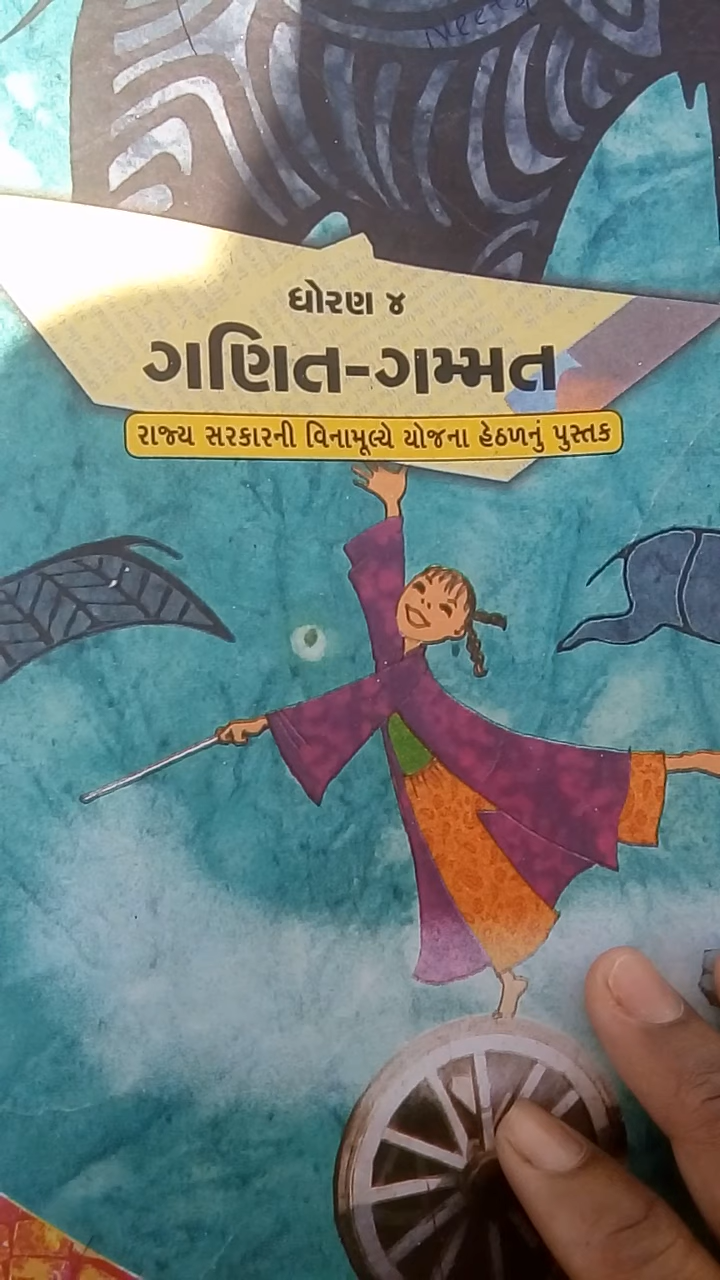 ધોરણ ૪
ગણિત-ગમ્મત
રાજ્ય સરકારની વિનામૂલ્યે યોજના હેઠળનું પુસ્તક